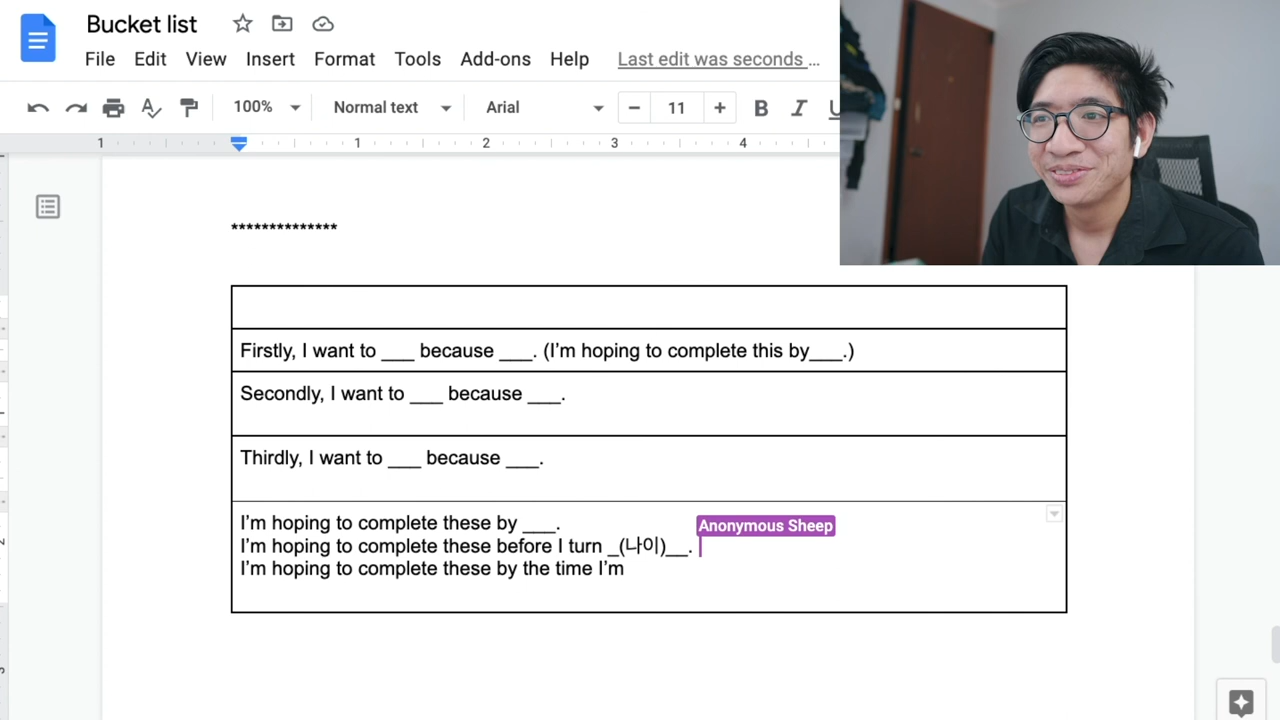 Bucket list
File Edit View Insert Format Tools Add-ons Help Last edit was seconds ...
100% Normal text Arial 11 B I U
1 1 2 3 4
**************
Firstly, I want to ___ because ___. (I'm hoping to complete this by___.)
Secondly, I want to ___ because ___.
Thirdly, I want to ___ because ___.
I'm hoping to complete these by ___.
Anonymous Sheep
I'm hoping to complete these before I turn _(나이)__.
I'm hoping to complete these by the time I'm
2
3